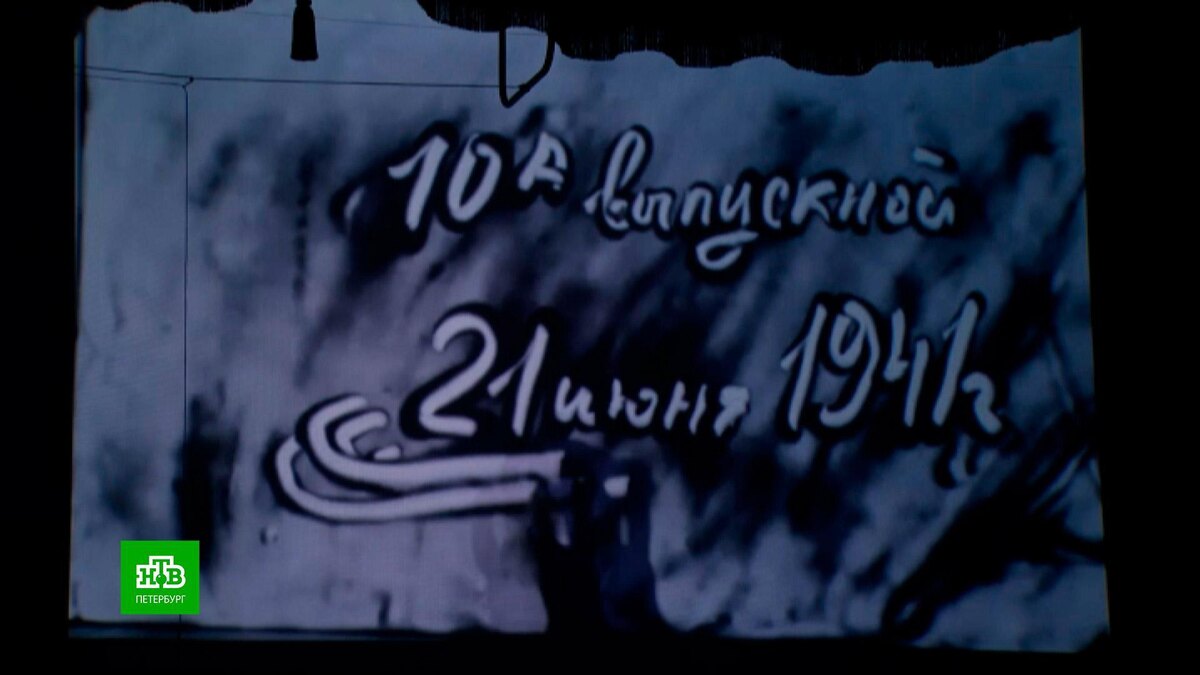 10А выпускной
21 июня 1941г
НТВ
ПЕТЕРБУРГ